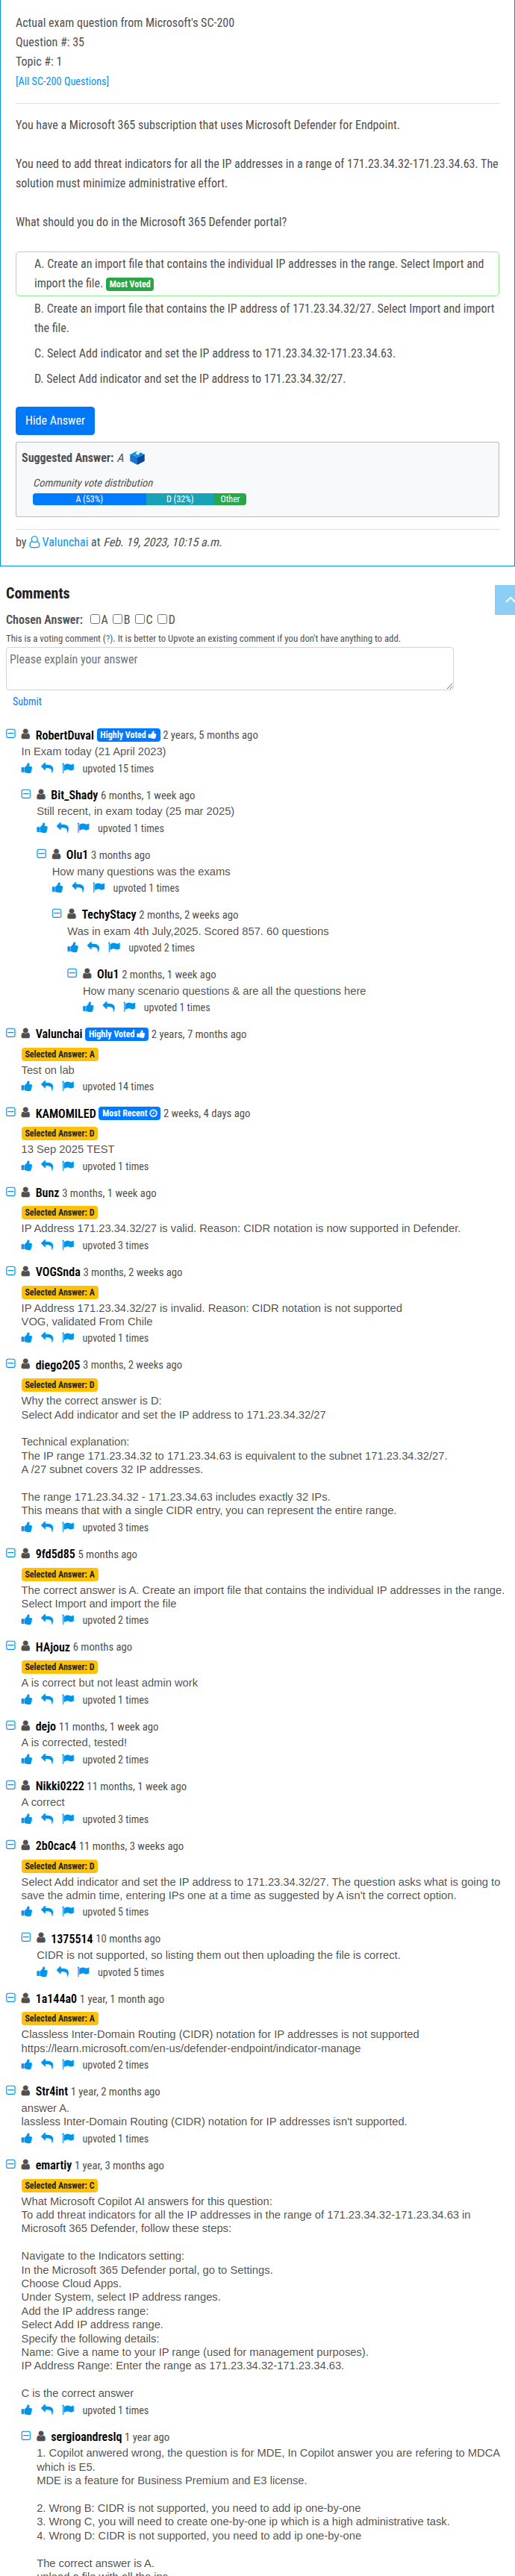 Actual exam question from Microsoft's SC-200
Question #: 35
Topic #: 1
[All SC-200 Questions]
You have a Microsoft 365 subscription that uses Microsoft Defender for Endpoint.
You need to add threat indicators for all the IP addresses in a range of 171.23.34.32-171.23.34.63. The
solution must minimize administrative effort.
What should you do in the Microsoft 365 Defender portal?
A. Create an import file that contains the individual IP addresses in the range. Select Import and
import the file. Most Voted
B. Create an import file that contains the IP address of 171.23.34.32/27. Select Import and import
the file.
C. Select Add indicator and set the IP address to 171.23.34.32-171.23.34.63.
D. Select Add indicator and set the IP address to 171.23.34.32/27.
Hide Answer
Suggested Answer: A
Community vote distribution
A (53%) D (32%) Other
by Valunchai at Feb. 19, 2023, 10:15 a.m.
Comments
Chosen Answer: A B C D
This is a voting comment (?). It is better to Upvote an existing comment if you don't have anything to add.
Please explain your answer
Submit
RobertDuval Highly Voted 2 years, 5 months ago
In Exam today (21 April 2023)
upvoted 15 times
Bit_Shady 6 months, 1 week ago
Still recent, in exam today (25 mar 2025)
upvoted 1 times
Olu1 3 months ago
How many questions was the exams
upvoted 1 times
TechyStacy 2 months, 2 weeks ago
Was in exam 4th July,2025. Scored 857. 60 questions
upvoted 2 times
Olu1 2 months, 1 week ago
How many scenario questions & are all the questions here
upvoted 1 times
Valunchai Highly Voted 2 years, 7 months ago
Selected Answer: A
Test on lab
upvoted 14 times
KAMOMILED Most Recent 2 weeks, 4 days ago
Selected Answer: D
13 Sep 2025 TEST
upvoted 1 times
Bunz 3 months, 1 week ago
Selected Answer: D
IP Address 171.23.34.32/27 is valid. Reason: CIDR notation is now supported in Defender.
upvoted 3 times
VOGSnda 3 months, 2 weeks ago
Selected Answer: A
IP Address 171.23.34.32/27 is invalid. Reason: CIDR notation is not supported
VOG, validated From Chile
upvoted 1 times
diego205 3 months, 2 weeks ago
Selected Answer: D
Why the correct answer is D:
Select Add indicator and set the IP address to 171.23.34.32/27
Technical explanation:
The IP range 171.23.34.32 to 171.23.34.63 is equivalent to the subnet 171.23.34.32/27.
A /27 subnet covers 32 IP addresses.
The range 171.23.34.32 - 171.23.34.63 includes exactly 32 IPs.
This means that with a single CIDR entry, you can represent the entire range.
upvoted 3 times
9fd5d85 5 months ago
Selected Answer: A
The correct answer is A. Create an import file that contains the individual IP addresses in the range.
Select Import and import the file
upvoted 2 times
HAjouz 6 months ago
Selected Answer: D
A is correct but not least admin work
upvoted 1 times
dejo 11 months, 1 week ago
A is corrected, tested!
upvoted 2 times
Nikki0222 11 months, 1 week ago
A correct
upvoted 3 times
2b0cac4 11 months, 3 weeks ago
Selected Answer: D
Select Add indicator and set the IP address to 171.23.34.32/27. The question asks what is going to
save the admin time, entering IPs one at a time as suggested by A isn't the correct option.
upvoted 5 times
1375514 10 months ago
CIDR is not supported, so listing them out then uploading the file is correct.
upvoted 5 times
1a144a0 1 year, 1 month ago
Selected Answer: A
Classless Inter-Domain Routing (CIDR) notation for IP addresses is not supported
https://learn.microsoft.com/en-us/defender-endpoint/indicator-manage
upvoted 2 times
Str4int 1 year, 2 months ago
answer A.
lassless Inter-Domain Routing (CIDR) notation for IP addresses isn't supported.
upvoted 1 times
emartiy 1 year, 3 months ago
Selected Answer: C
What Microsoft Copilot AI answers for this question:
To add threat indicators for all the IP addresses in the range of 171.23.34.32-171.23.34.63 in
Microsoft 365 Defender, follow these steps:
Navigate to the Indicators setting:
In the Microsoft 365 Defender portal, go to Settings.
Choose Cloud Apps.
Under System, select IP address ranges.
Add the IP address range:
Select Add IP address range.
Specify the following details:
Name: Give a name to your IP range (used for management purposes).
IP Address Range: Enter the range as 171.23.34.32-171.23.34.63.
C is the correct answer
upvoted 1 times
sergioandreslq 1 year ago
1. Copilot anwered wrong, the question is for MDE, In Copilot answer you are refering to MDCA
which is E5.
MDE is a feature for Business Premium and E3 license.
2. Wrong B: CIDR is not supported, you need to add ip one-by-one
3. Wrong C, you will need to create one-by-one ip which is a high administrative task.
4. Wrong D: CIDR is not supported, you need to add ip one-by-one
The correct answer is A.